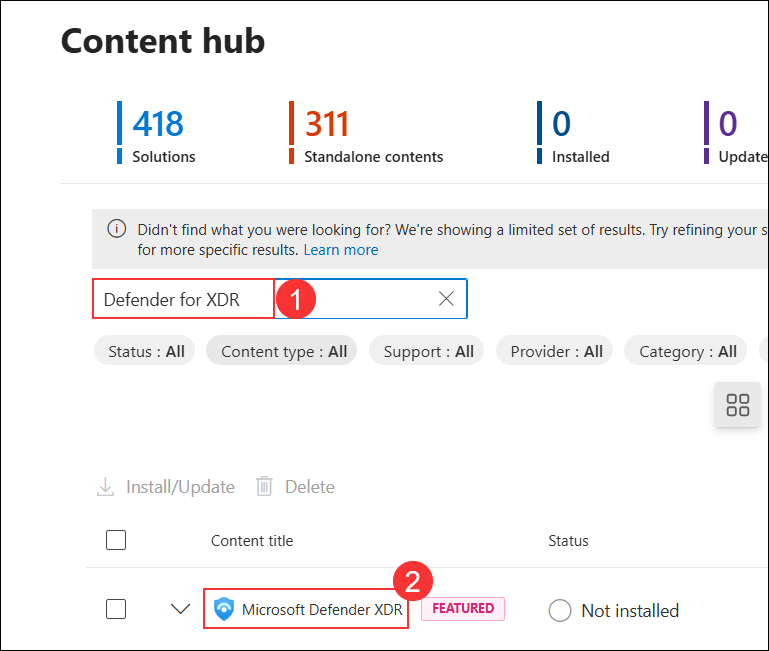 Content hub
418
311
0
0
Solutions
Standalone contents
Installed
Update
Didn't find what you were looking for? We're showing a limited set of results. Try refining your s
for more specific results. Learn more
Defender for XDR
1
Status : All
Content type : All
Support : All
Provider : All
Category : All
Install/Update
Delete
Content title
Status
2
Microsoft Defender XDR
FEATURED
Not installed